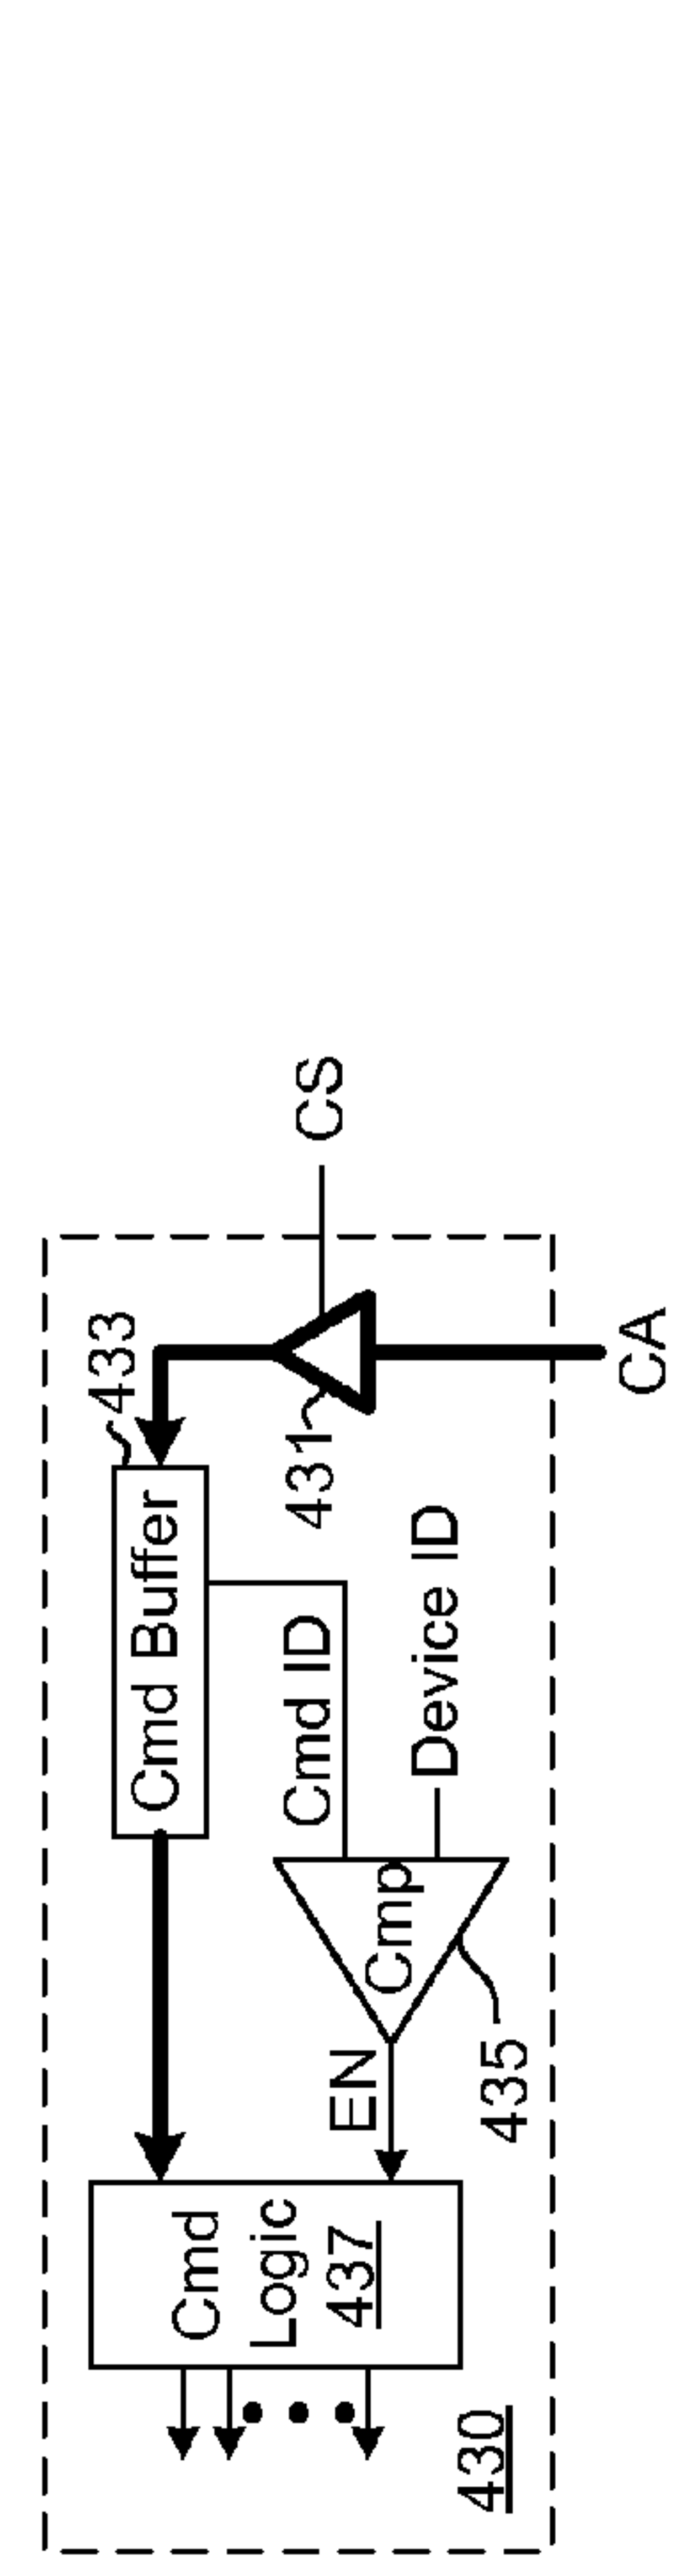 CS
433
Cmd Buffer
431
CA
Cmd ID
Device ID
Cmp
EN
435
Cmd
Logic
437
430